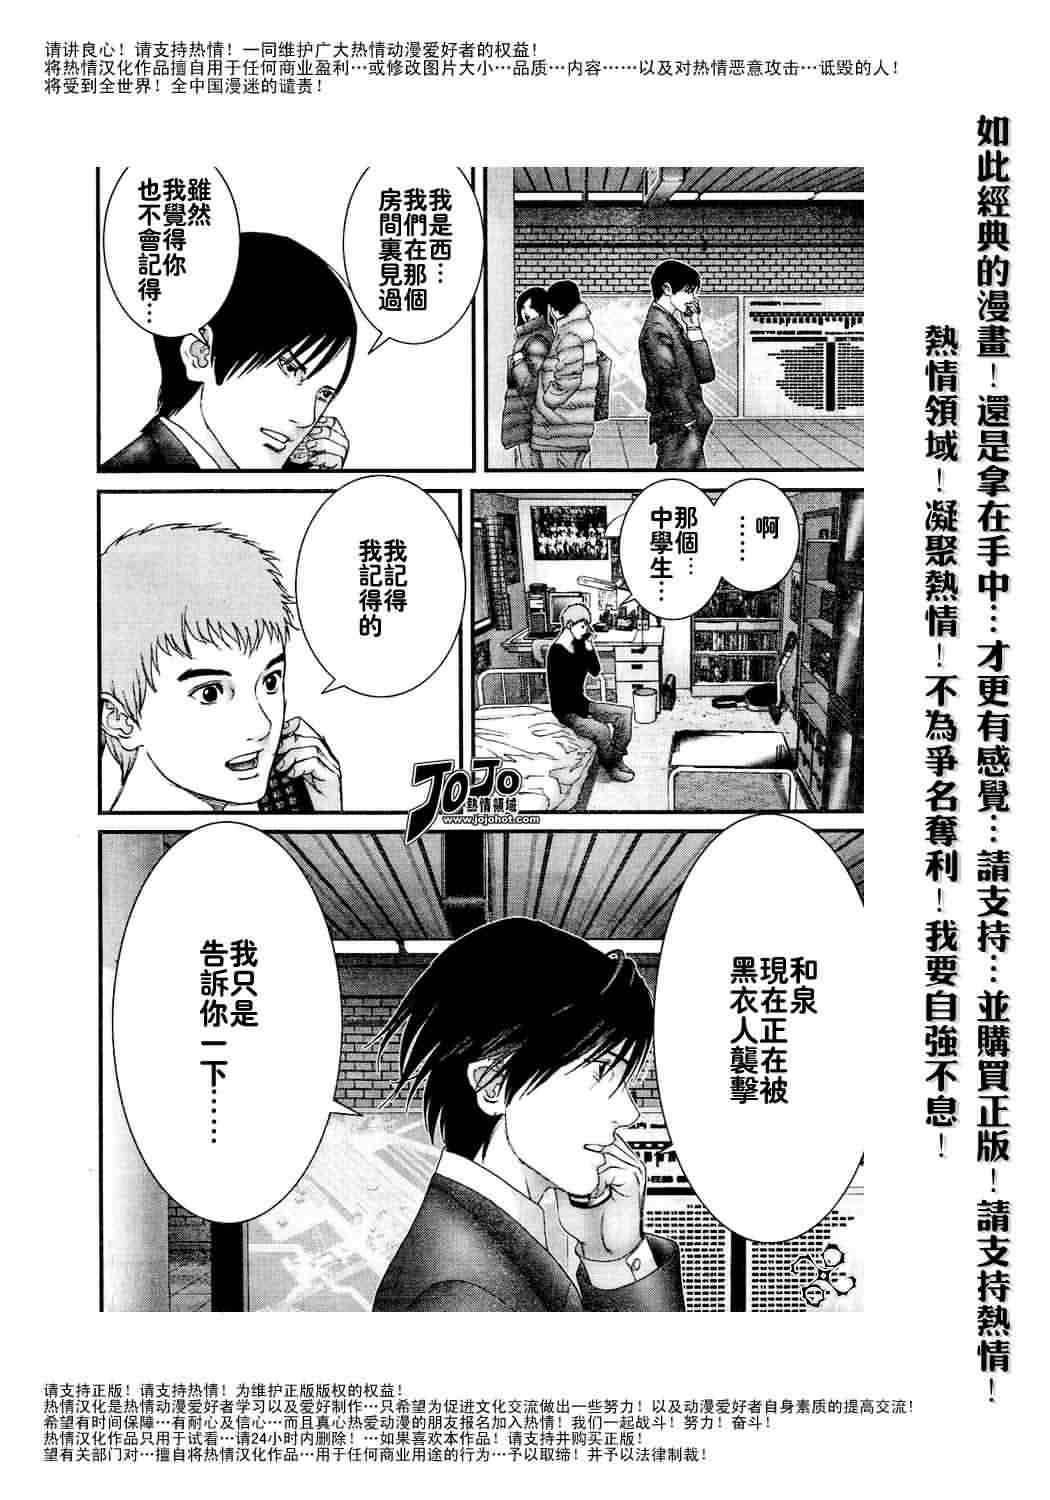 请讲良心！请支持热情！一同维护广大热情动漫爱好者的权益！
将热情汉化作品擅自用于任何商业盈利…或修改图片大小…品质…内容……以及对热情恶意攻击…诋毁的人！
将受到全世界！全中国漫迷的谴责！
如此經典的漫畫！還是拿在手中…才更有感覺…請支持…並購買正版！請支持熱情！
熱情領域！凝聚熱情！不為爭名奪利！我要自強不息！
我是西…
我們在那個
房間裏見過
雖然
我覺得你
也不會記得…
啊
……
那個
中學生…
我記得
我記得的
JOJO
熱情領域
www.jojohot.com
和泉
現在正在被
黑衣人襲擊
我只是
告訴你一下……
请支持正版！请支持热情！为维护正版版权的权益！
热情汉化是热情动漫爱好者学习以及爱好制作…只希望为促进文化交流做出一些努力！以及动漫爱好者自身素质的提高交流！
希望有时间保障…有耐心及信心…而且真心热爱动漫的朋友报名加入热情！我们一起战斗！努力！奋斗！
热情汉化作品只用于试看…请24小时内删除！…如果喜欢本作品！请支持并购买正版！
望有关部门对…擅自将热情汉化作品…用于任何商业用途的行为…予以取缔！并予以法律制裁！